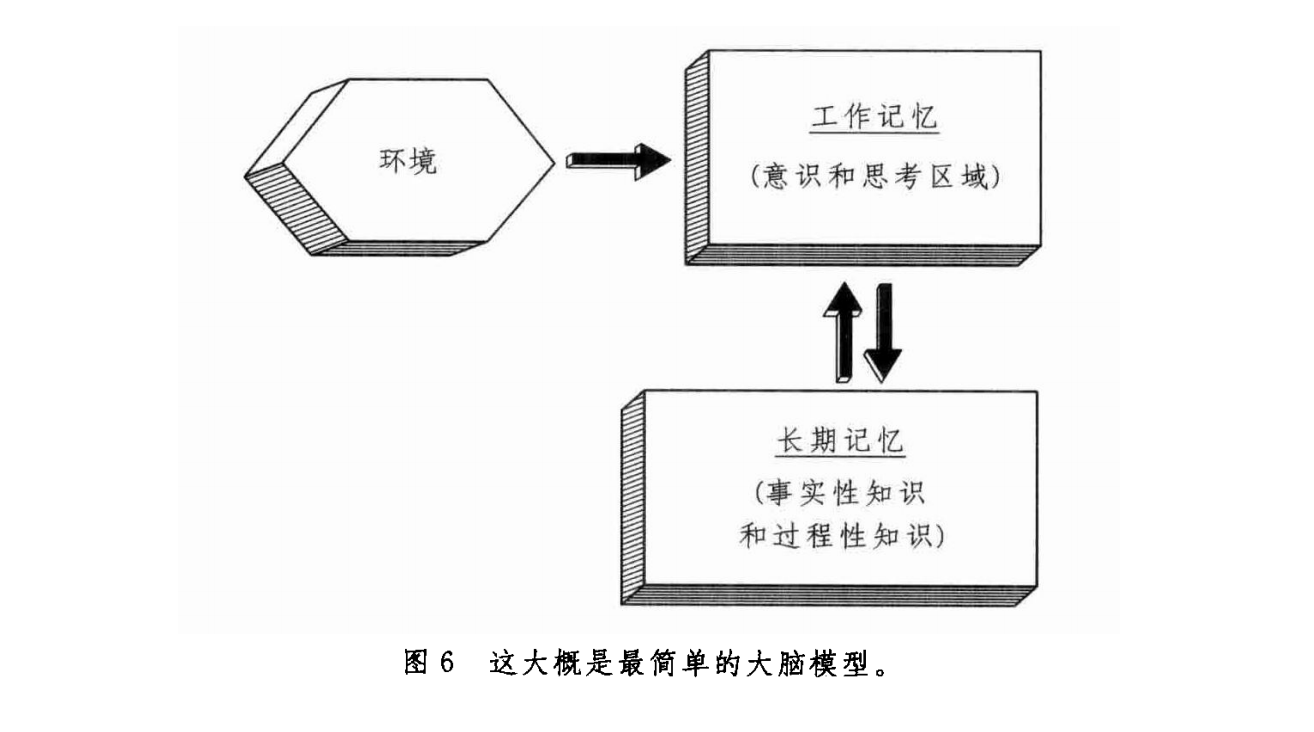 环境
工作记忆
(意识和思考区域)
长期记忆
(事实性知识
和过程性知识)
图6 这大概是最简单的大脑模型。